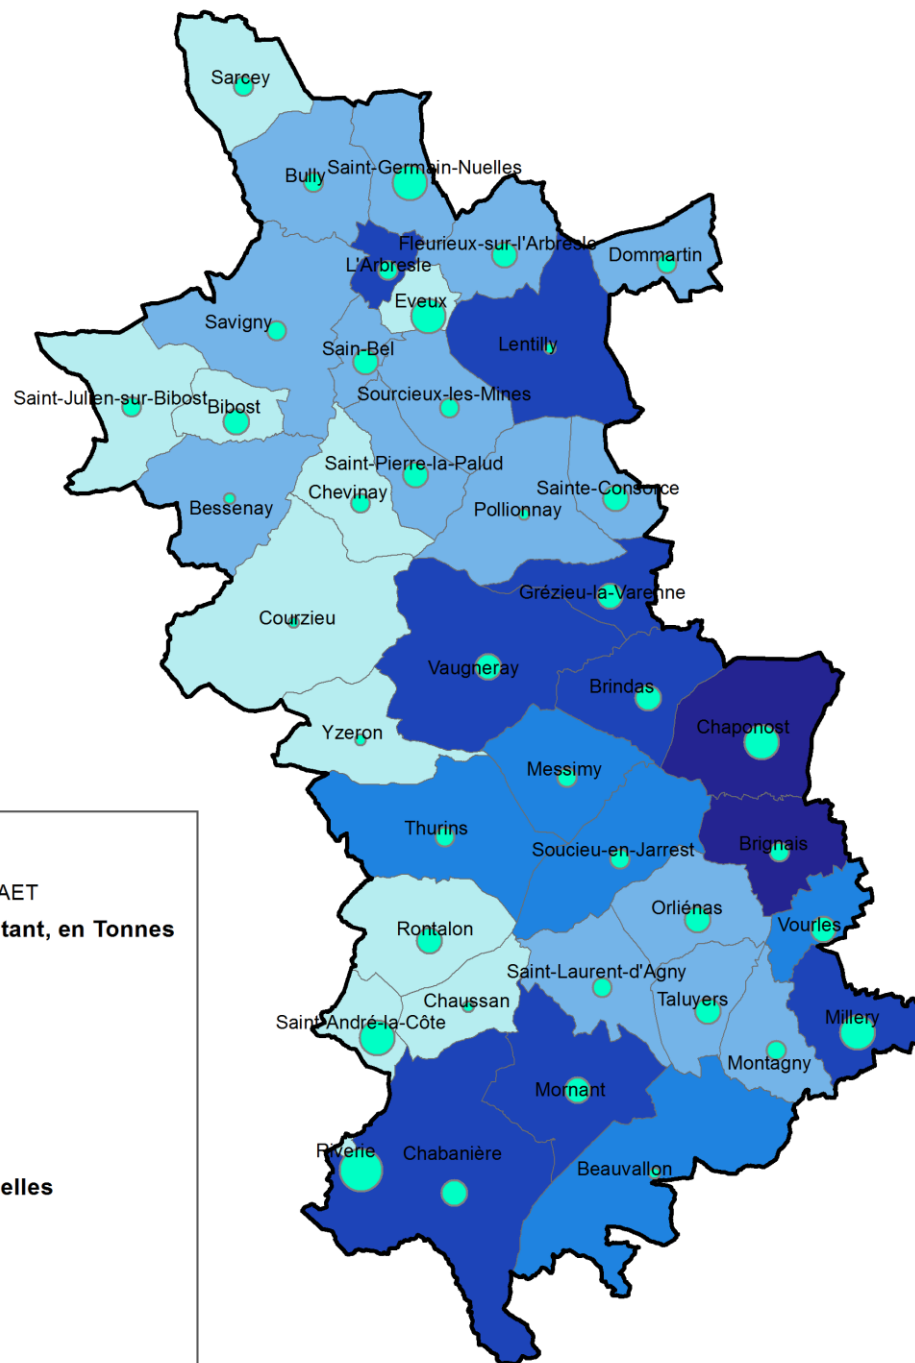 Sarcey
Saint-Germain-Nuelles
Bully
Fleurieux-sur-l'Arbresle
Dommartin
L'Arbresle
Eveux
Savigny
Lentilly
Sain-Bel
Saint-Julien-sur-Bibost
Bibost
Sourcieux-les-Mines
Saint-Pierre-la-Palud
Chevinay
Sainte-Consorce
Bessenay
Pollionnay
Grézieu-la-Varenne
Courzieu
Vaugneray
Brindas
Chaponost
Yzeron
Messimy
Thurins
Soucieu-en-Jarrest
Brignais
AET
tant, en Tonnes
Orliénas
Vourles
Rontalon
Saint-Laurent-d'Agny
Chaussan
Taluyers
Saint-André-la-Côte
Millery
Montagny
Mornant
Riverie
Chabanière
Beauvallon
elles